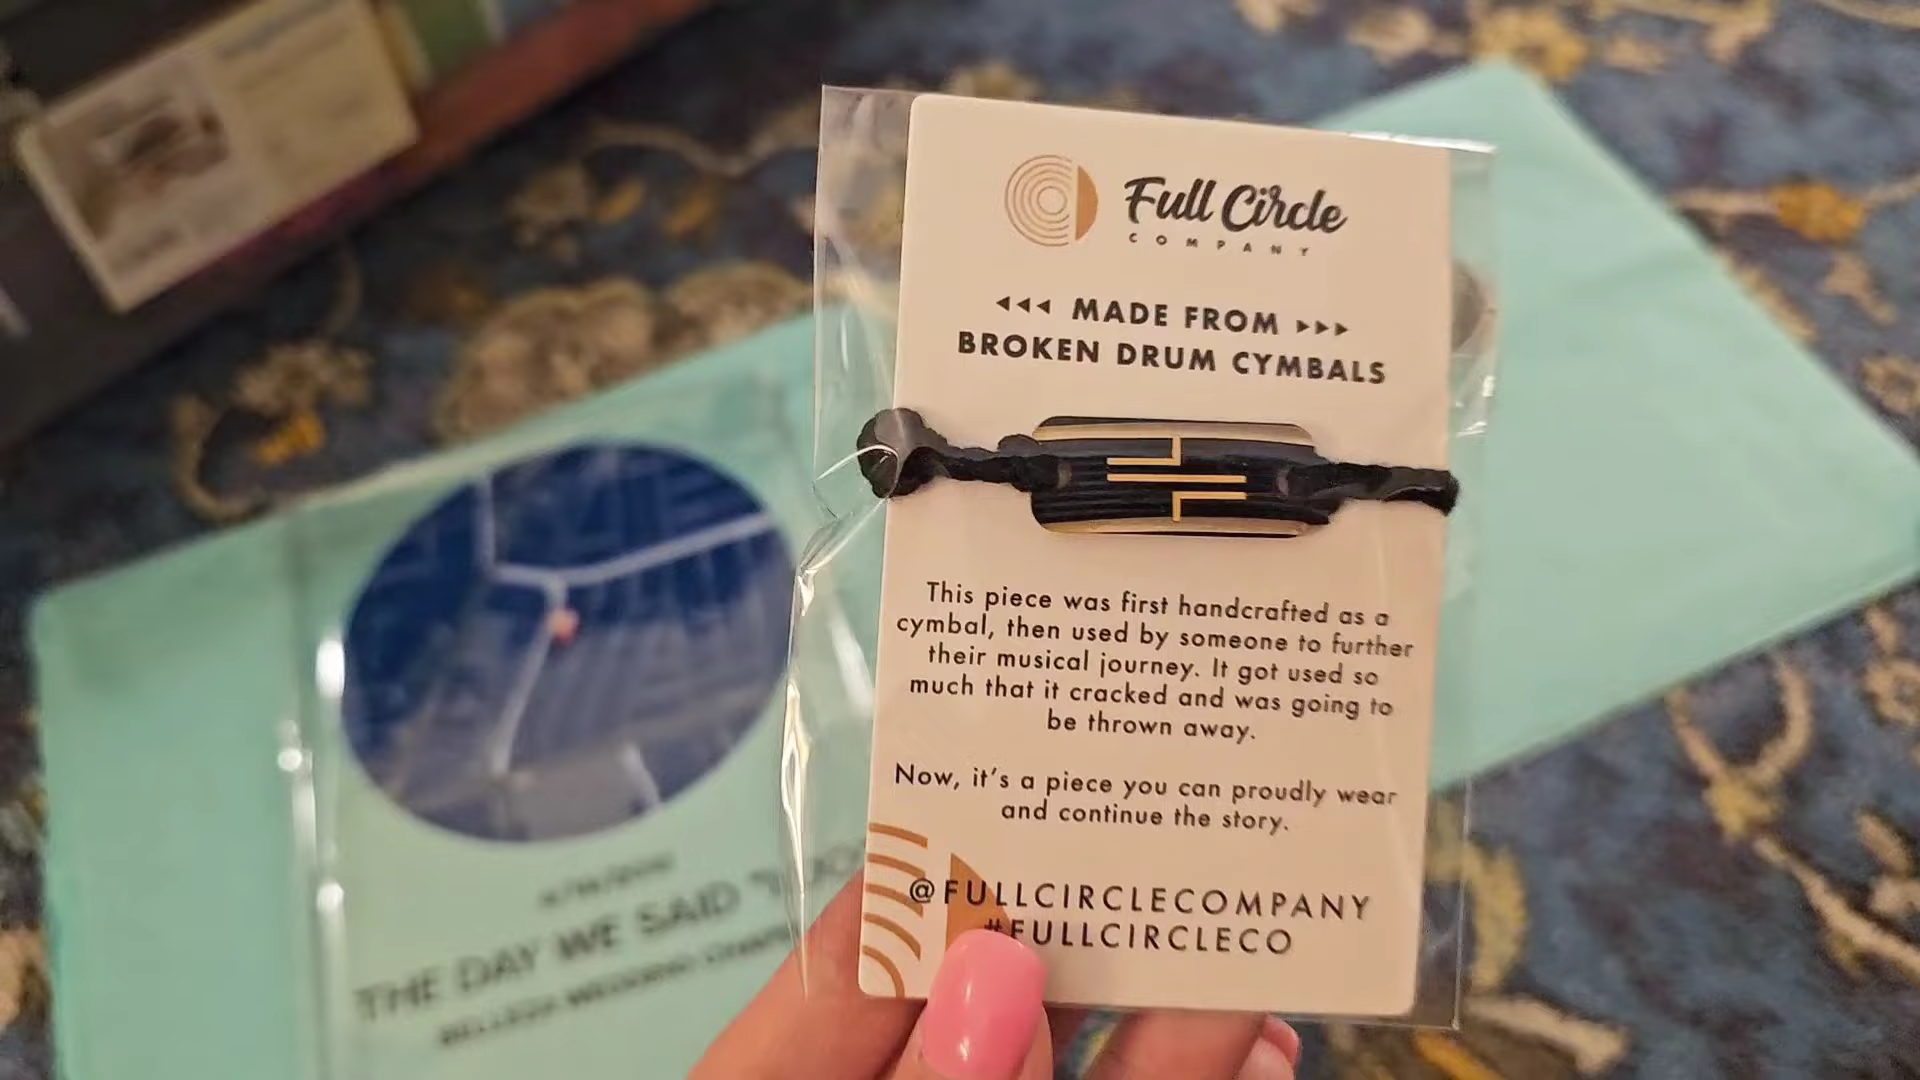 Full Circle
COMPANY
MADE FROM
BROKEN DRUM CYMBALS
This piece was first handcrafted as a
cymbal, then used by someone to further
their musical journey. It got used so
much that it cracked and was going to
be thrown away.
Now, it's a piece you can proudly wear
and continue the story.
@FULLCIRCLECOMPANY
#FULLCIRCLECO
THE DAY WE SAID "I DO"